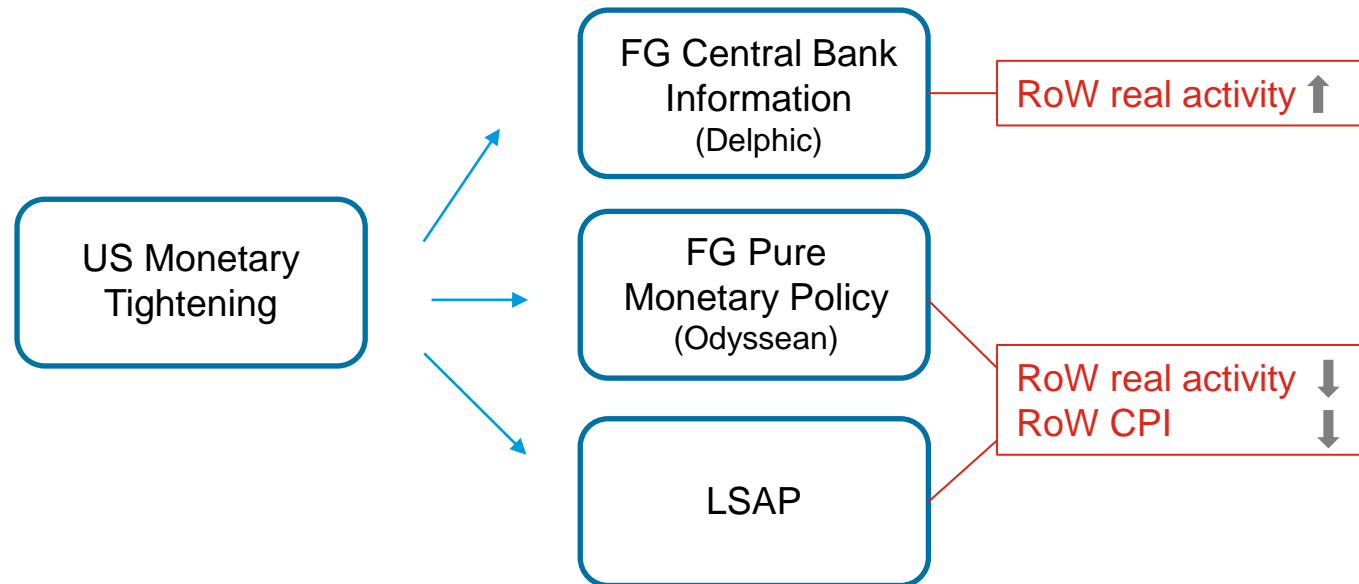 FG Central Bank
Information
(Delphic)
RoW real activity
US Monetary
Tightening
FG Pure
Monetary Policy
(Odyssean)
RoW real activity
RoW CPI
LSAP